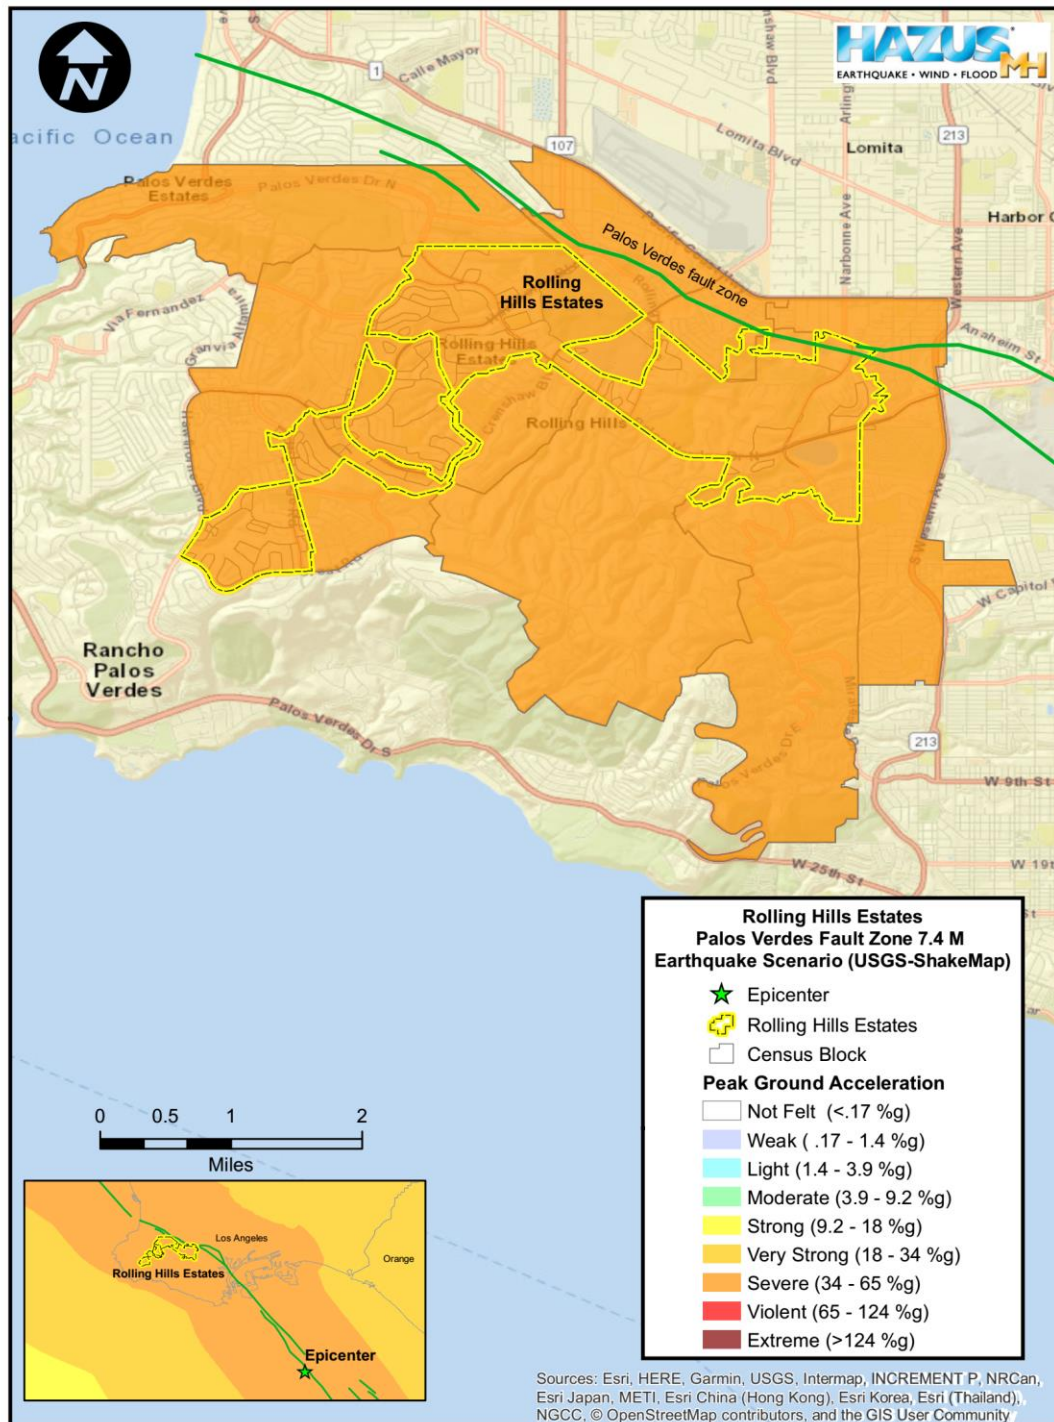 N
HAZUS MH
EARTHQUAKE • WIND • FLOOD
1
Calle Mayor
acific Ocean
107
Lomita Blvd
Lomita
213
Harbor
Narbonne Ave
Western Ave
Palos Verdes
Estates
Palos Verdes Dr N
Palos Verdes fault zone
Rolling
Hills Estates
Via Fernandez
Rolling Hills
Anaheim St
Rolling Hills
W Capitol
Rancho
Palos
Verdes
Palos Verdes Dr S
213
W 9th St
W 25th St
W 19t
St
Rolling Hills Estates
Palos Verdes Fault Zone 7.4 M
Earthquake Scenario (USGS-ShakeMap)
Epicenter
Rolling Hills Estates
Census Block
Peak Ground Acceleration
Not Felt (<.17 %g)
Weak ( .17 - 1.4 %g)
Light (1.4 - 3.9 %g)
Moderate (3.9 - 9.2 %g)
Strong (9.2 - 18 %g)
Very Strong (18 - 34 %g)
Severe (34 - 65 %g)
Violent (65 - 124 %g)
Extreme (>124 %g)
0 0.5 1 2
Miles
Los Angeles
Orange
Rolling Hills Estates
Epicenter
Sources: Esri, HERE, Garmin, USGS, Intermap, INCREMENT P, NRCan,
Esri Japan, METI, Esri China (Hong Kong), Esri Korea, Esri (Thailand),
NGCC, © OpenStreetMap contributors, and the GIS User Community